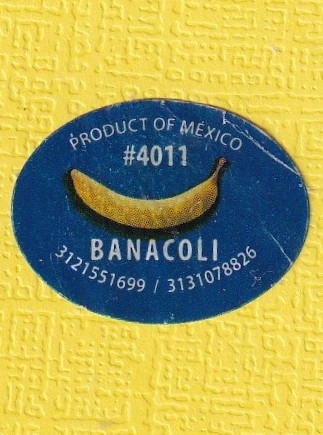 PRODUCT OF MÉXICO
#4011
BANACOLI
3121551699 / 3131078826